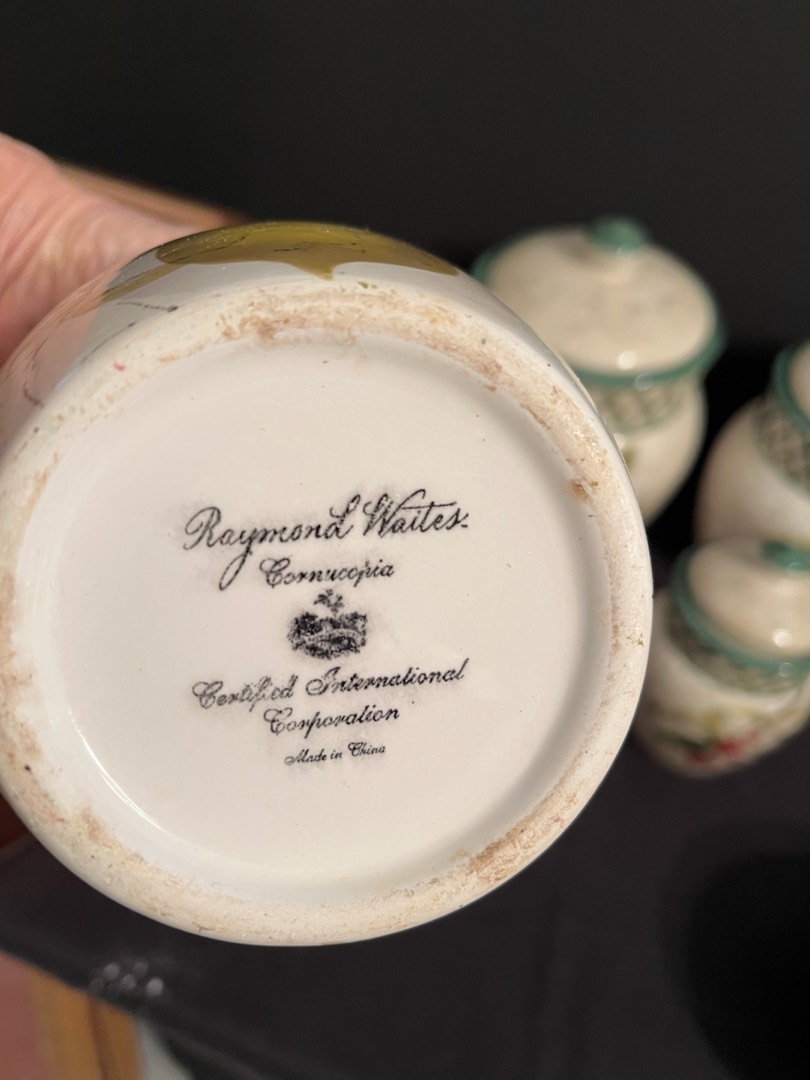 Raymond Waites
Cornucopia
Certified International
Corporation
Made in China